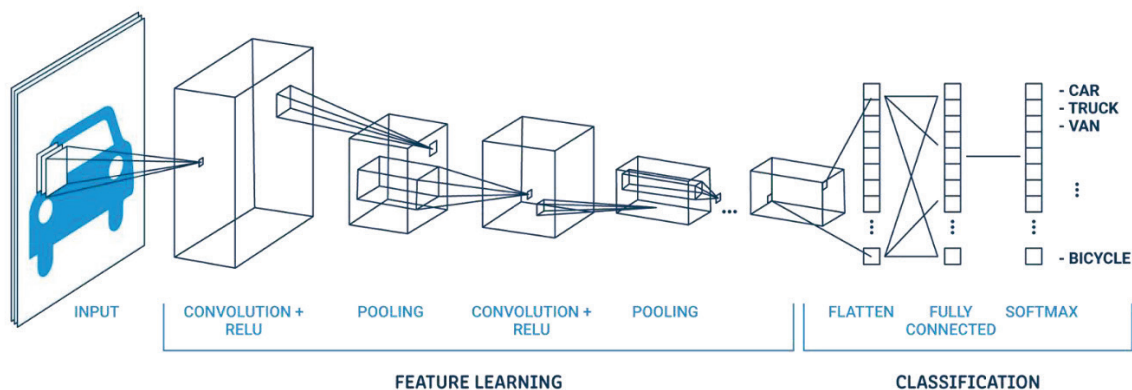 - CAR
- TRUCK
- VAN
- BICYCLE
INPUT
CONVOLUTION +
RELU
POOLING
CONVOLUTION +
RELU
POOLING
FLATTEN
FULLY
CONNECTED
SOFTMAX
FEATURE LEARNING
CLASSIFICATION